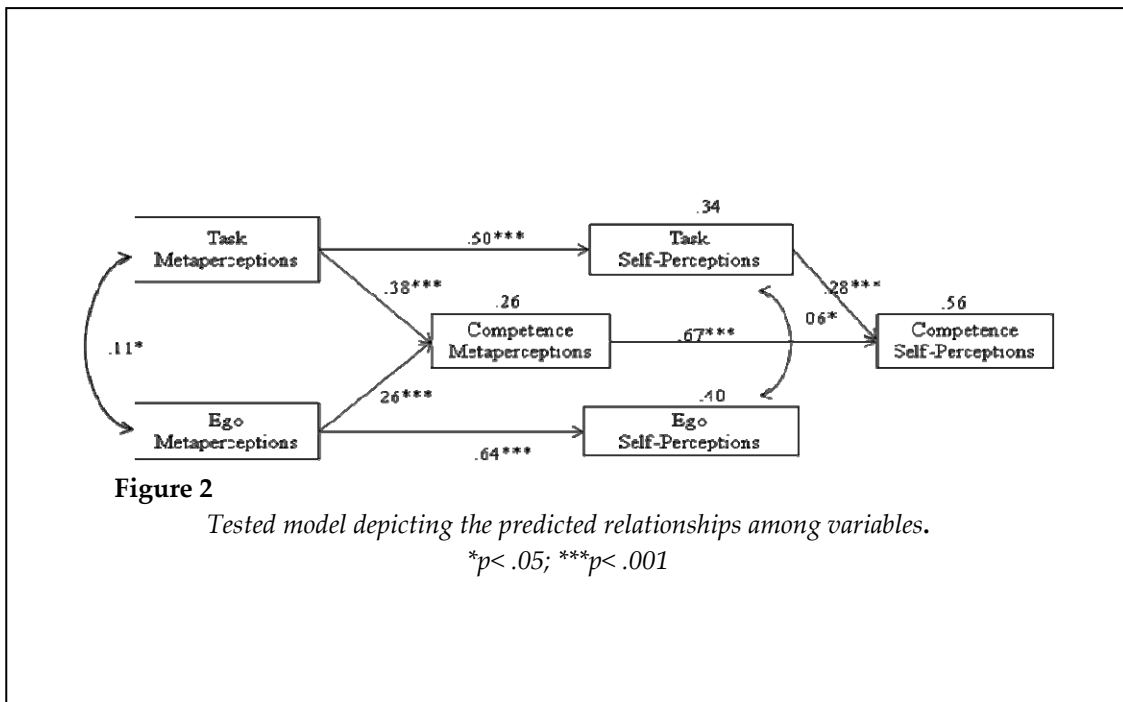 .34
Task
Metaperceptions
.50***
Task
Self-Perceptions
.38***
.26
.28***
.56
.11*
Competence
Metaperceptions
.67***
06*
Competence
Self-Perceptions
26***
.40
Ego
Metaperceptions
.64***
Ego
Self-Perceptions
Figure 2
Tested model depicting the predicted relationships among variables.
*p< .05; ***p< .001